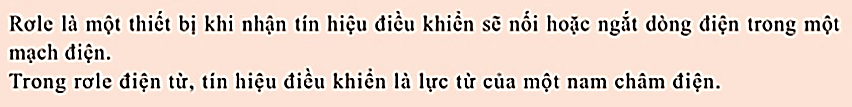 Rơle là một thiết bị khi nhận tín hiệu điều khiển sẽ nối hoặc ngắt dòng điện trong một
mạch điện.
Trong rơle điện từ, tín hiệu điều khiển là lực từ của một nam châm điện.